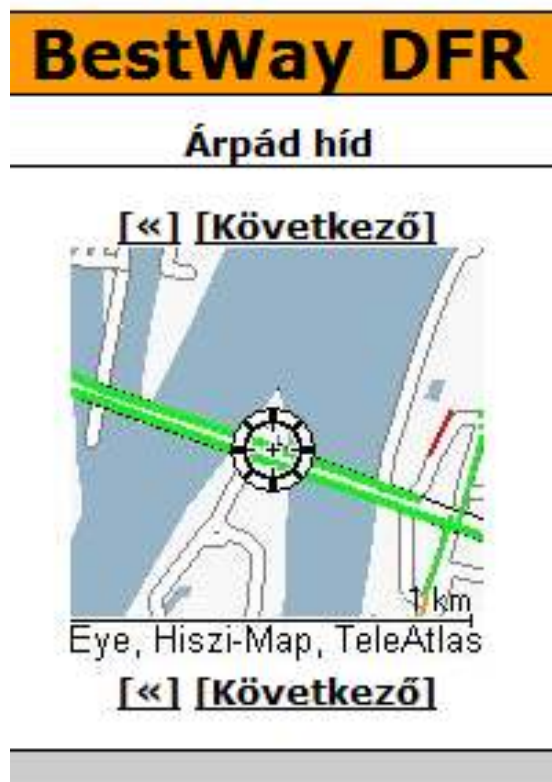 BestWay DFR
Árpád híd
[«] [Következő]
1 km
Eye, Hiszi-Map, TeleAtlas
[«] [Következő]